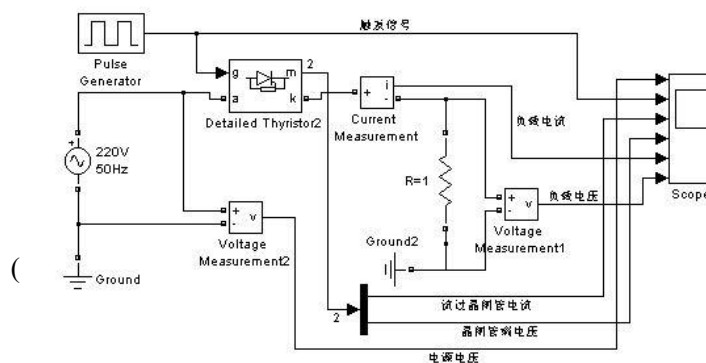 触发信号
Pulse
Generator
g
m
2
a
k
Detailed Thyristor2
+
i
-
Current
Measurement
负载电流
+
220V
50Hz
R=1
+
-
v
负载电压
Voltage
Measurement1
Scope
+
-
v
Voltage
Measurement2
Ground2
Ground
(
2
流过晶闸管电流
晶闸管端电压
电源电压